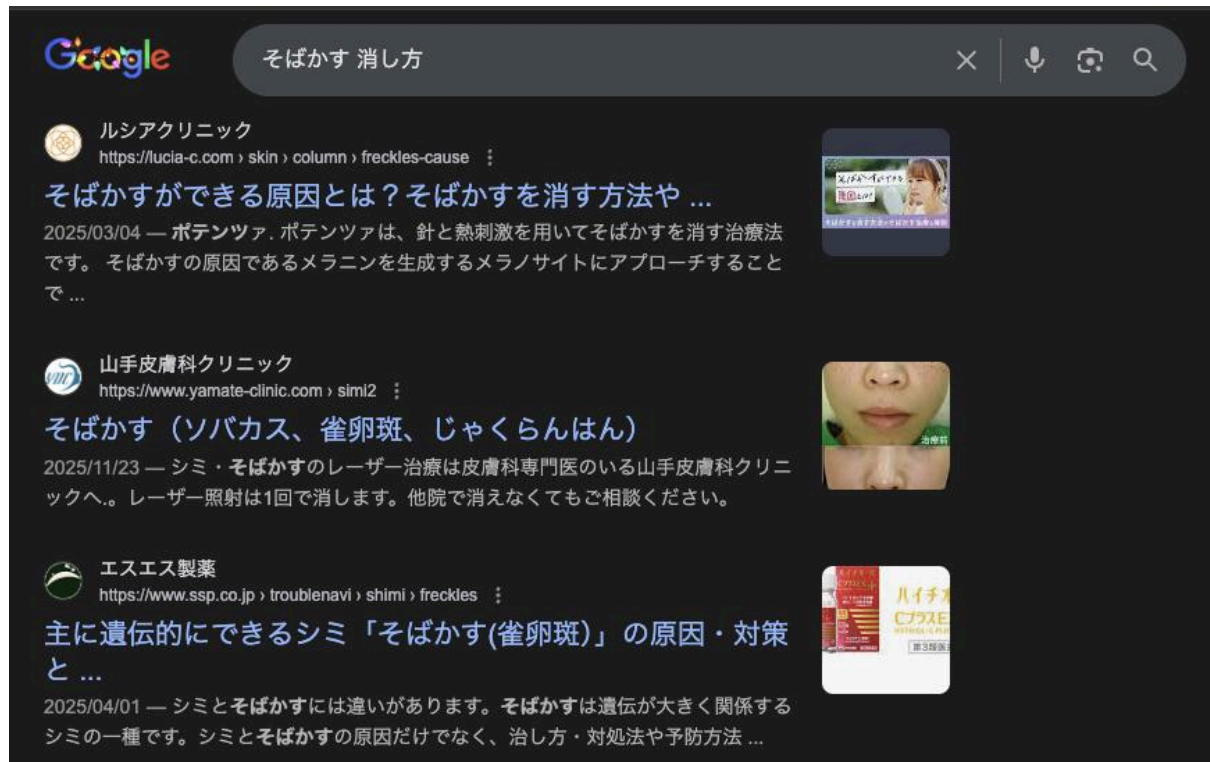 Google
そばかす 消し方
ルシアクリニック
https://lucia-c.com › skin › column › freckles-cause
そばかすができる原因とは？そばかすを消す方法や ...
2025/03/04 — ポテンツァ. ポテンツァは、針と熱刺激を用いてそばかすを消す治療法
です。 そばかすの原因であるメラニンを生成するメラノサイトにアプローチすること
で ...
そばかすができる
原因とは?
山手皮膚科クリニック
https://www.yamate-clinic.com › simi2
そばかす（ソバカス、雀卵斑、じゃくらんはん）
2025/11/23 — シミ・そばかすのレーザー治療は皮膚科専門医のいる山手皮膚科クリニ
ックへ.。レーザー照射は1回で消します。他院で消えなくてもご相談ください。
治療前
エスエス製薬
https://www.ssp.co.jp › troublenavi › shimi › freckles
主に遺伝的にできるシミ「そばかす(雀卵斑)」の原因・対策
と ...
2025/04/01 — シミとそばかすには違いがあります。そばかすは遺伝が大きく関係する
シミの一種です。シミとそばかすの原因だけでなく、治し方・対処法や予防方法 ...
ハイチオ
Cプラスエ
第3類医